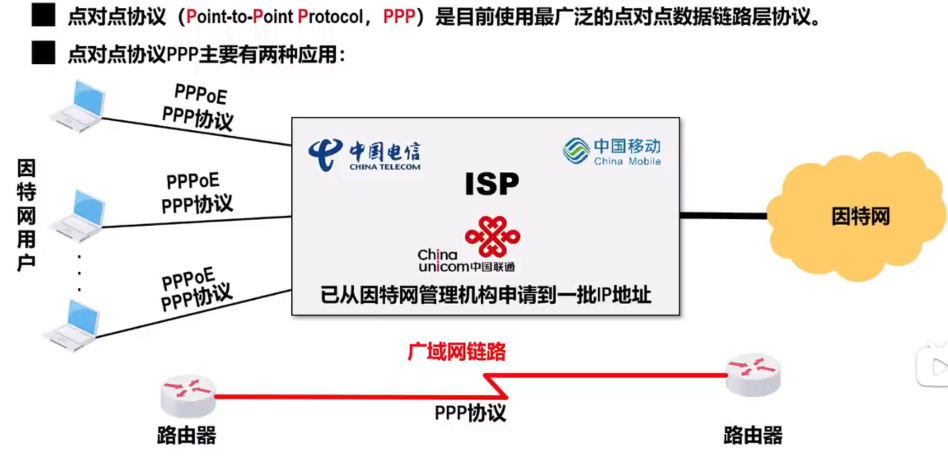 点对点协议（Point-to-Point Protocol，PPP）是目前使用最广泛的点对点数据链路层协议。
点对点协议PPP主要有两种应用：
因特网用户
PPPoE
PPP协议
PPPoE
PPP协议
PPPoE
PPP协议
中国电信
CHINA TELECOM
中国移动
China Mobile
ISP
China
unicom中国联通
已从因特网管理机构申请到一批IP地址
因特网
广域网链路
PPP协议
路由器
路由器